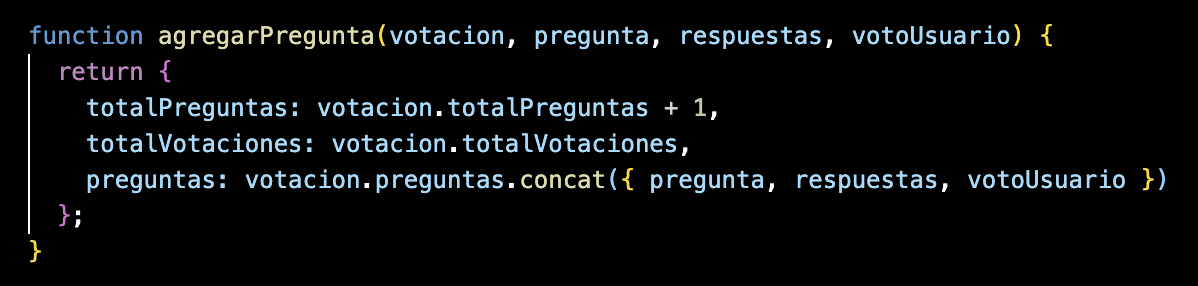 function agregarPregunta(votacion, pregunta, respuestas, votoUsuario) {
  return {
    totalPreguntas: votacion.totalPreguntas + 1,
    totalVotaciones: votacion.totalVotaciones,
    preguntas: votacion.preguntas.concat({ pregunta, respuestas, votoUsuario })
  };
}